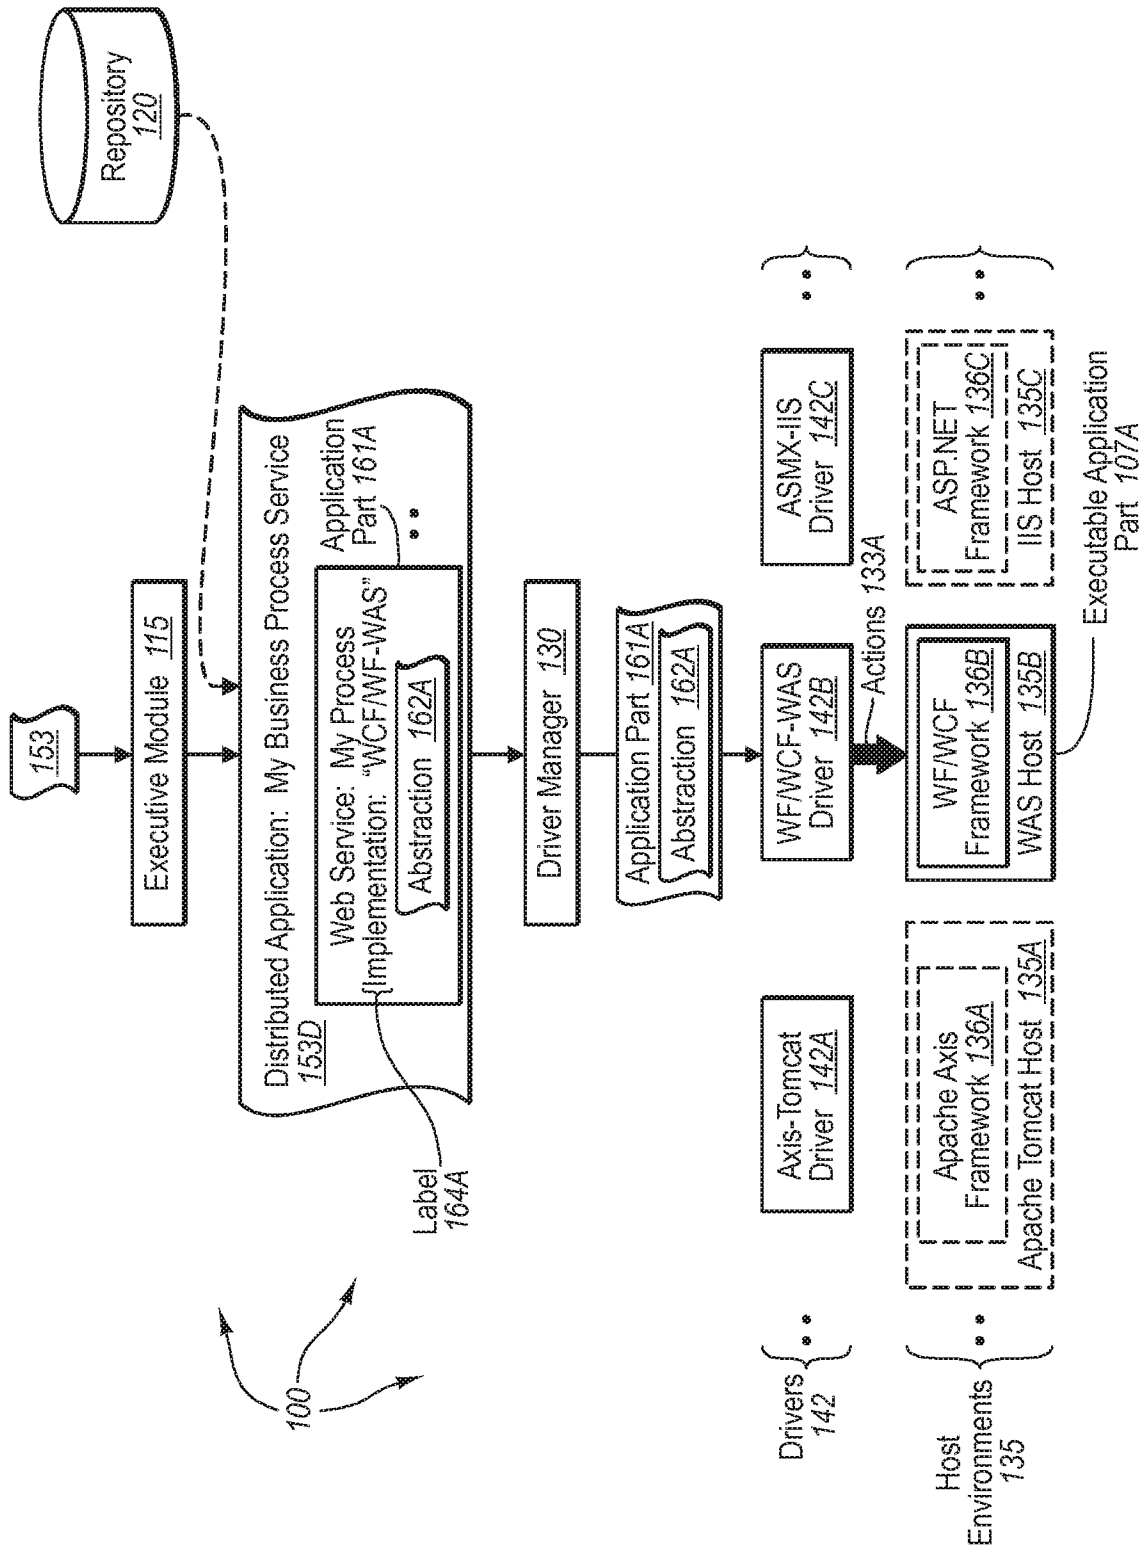 100
153
Executive Module 115
Repository
120
Distributed Application:  My Business Process Service
153D
Web Service:  My Process
Implementation:  “WCF/WF-WAS”
Abstraction 162A
Application
Part 161A
Label
164A
Driver Manager 130
Application Part 161A
Abstraction 162A
Drivers
142
Axis-Tomcat
Driver 142A
WF/WCF-WAS
Driver 142B
ASMX-IIS
Driver 142C
Actions 133A
Host
Environments
135
Apache Axis
Framework 136A
Apache Tomcat Host 135A
WF/WCF
Framework 136B
WAS Host 135B
ASP.NET
Framework 136C
IIS Host 135C
Executable Application
Part 107A